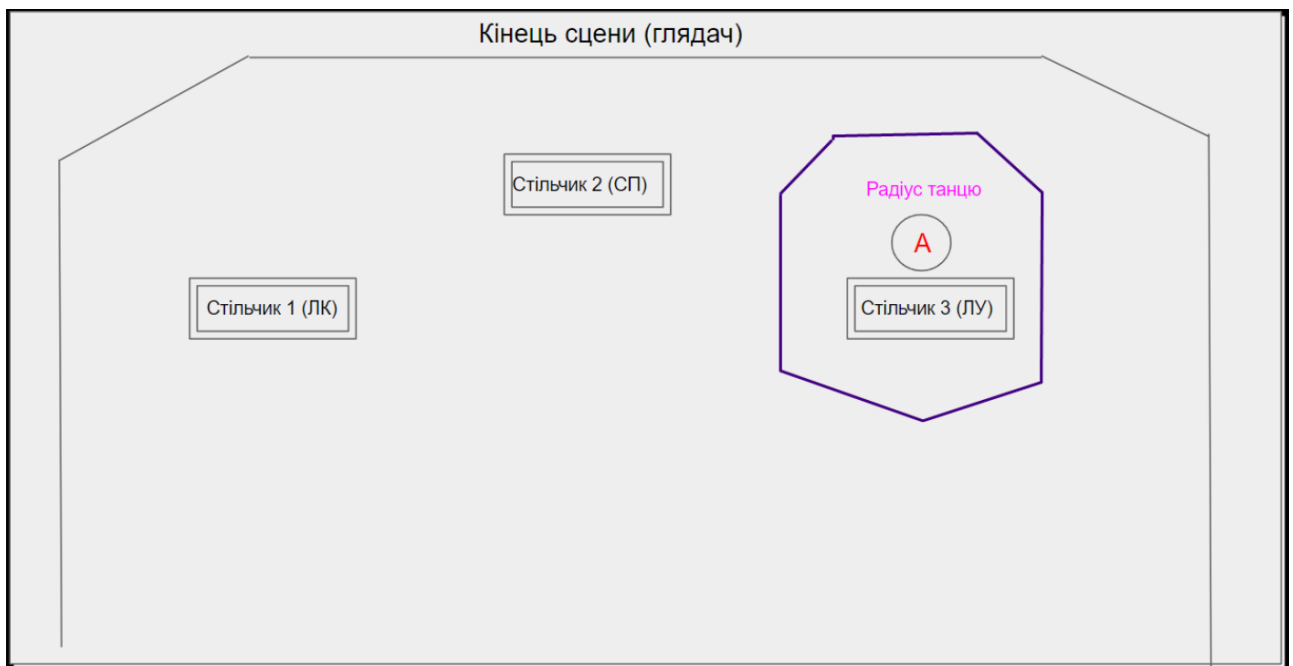 Кінець сцени (глядач)
Стільчик 2 (СП)
Радіус танцю
А
Стільчик 1 (ЛК)
Стільчик 3 (ЛУ)